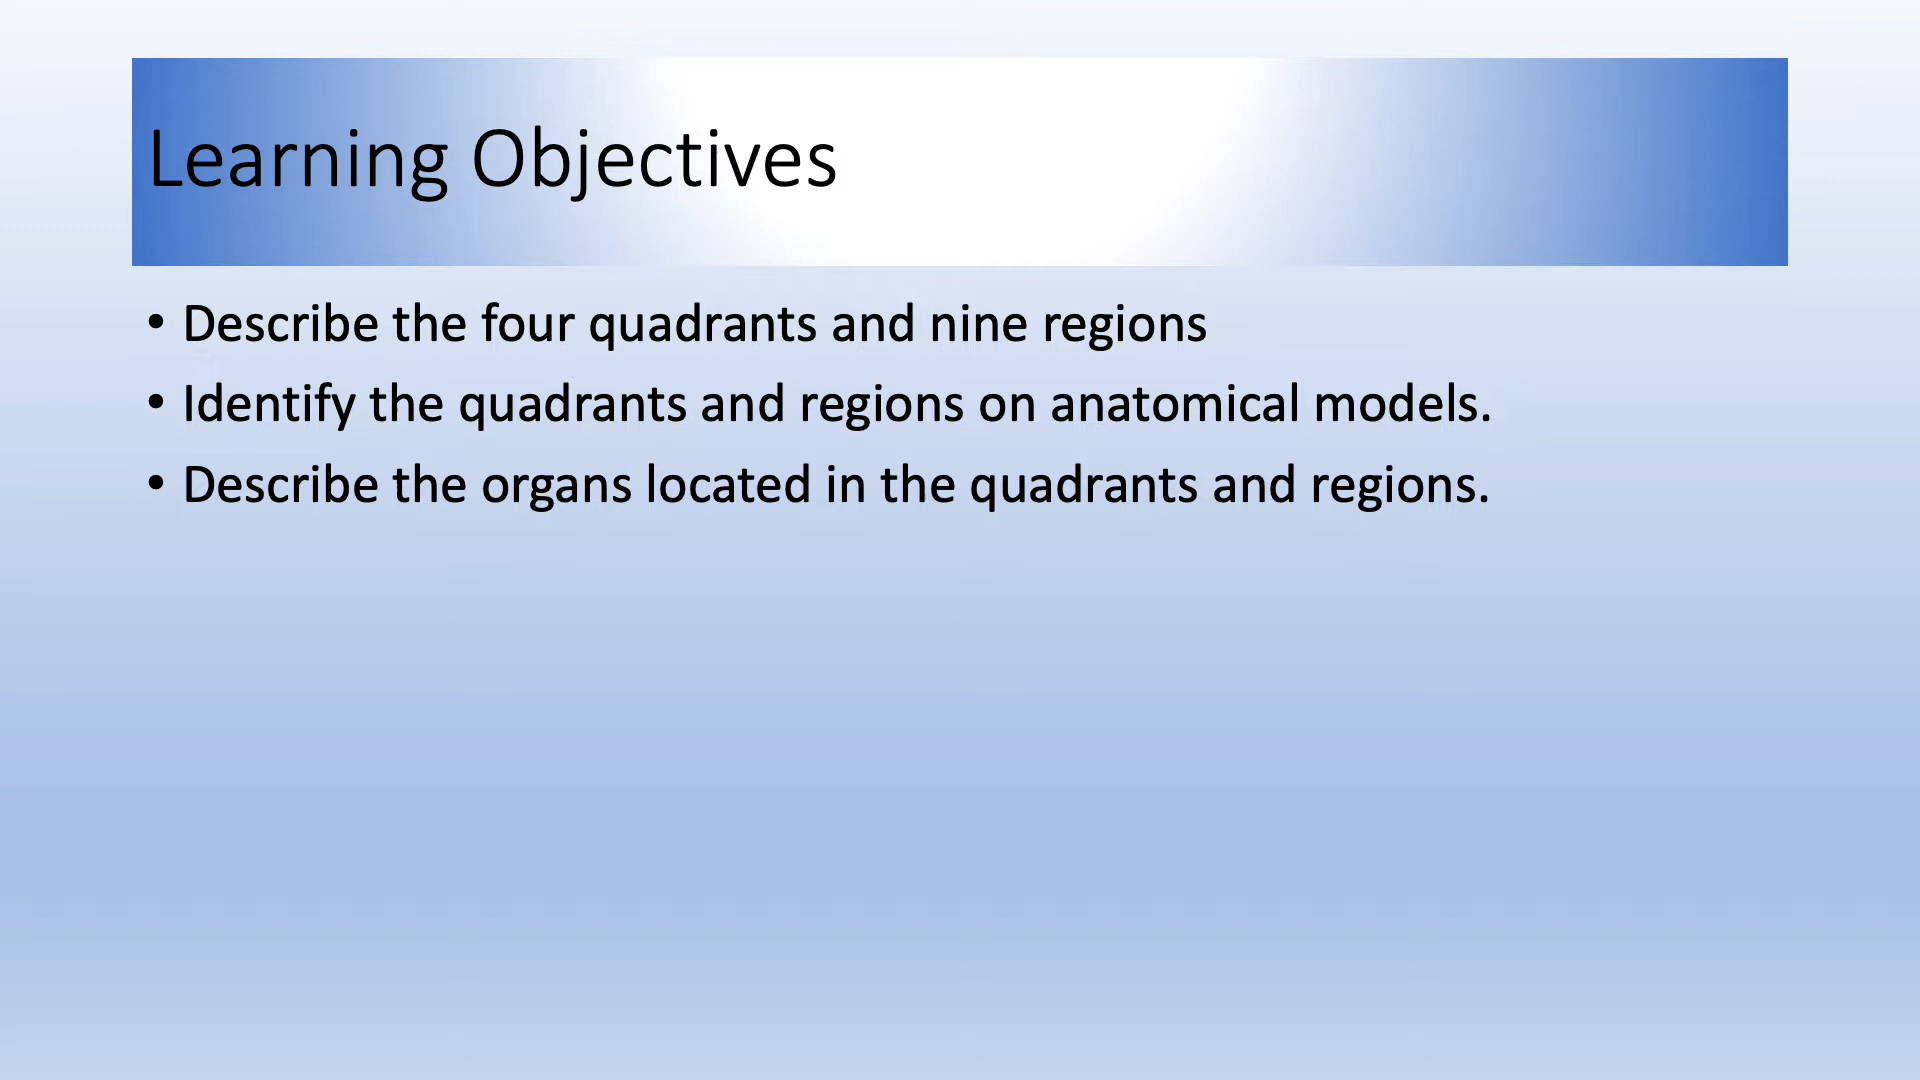 Learning Objectives
• Describe the four quadrants and nine regions
• Identify the quadrants and regions on anatomical models.
• Describe the organs located in the quadrants and regions.